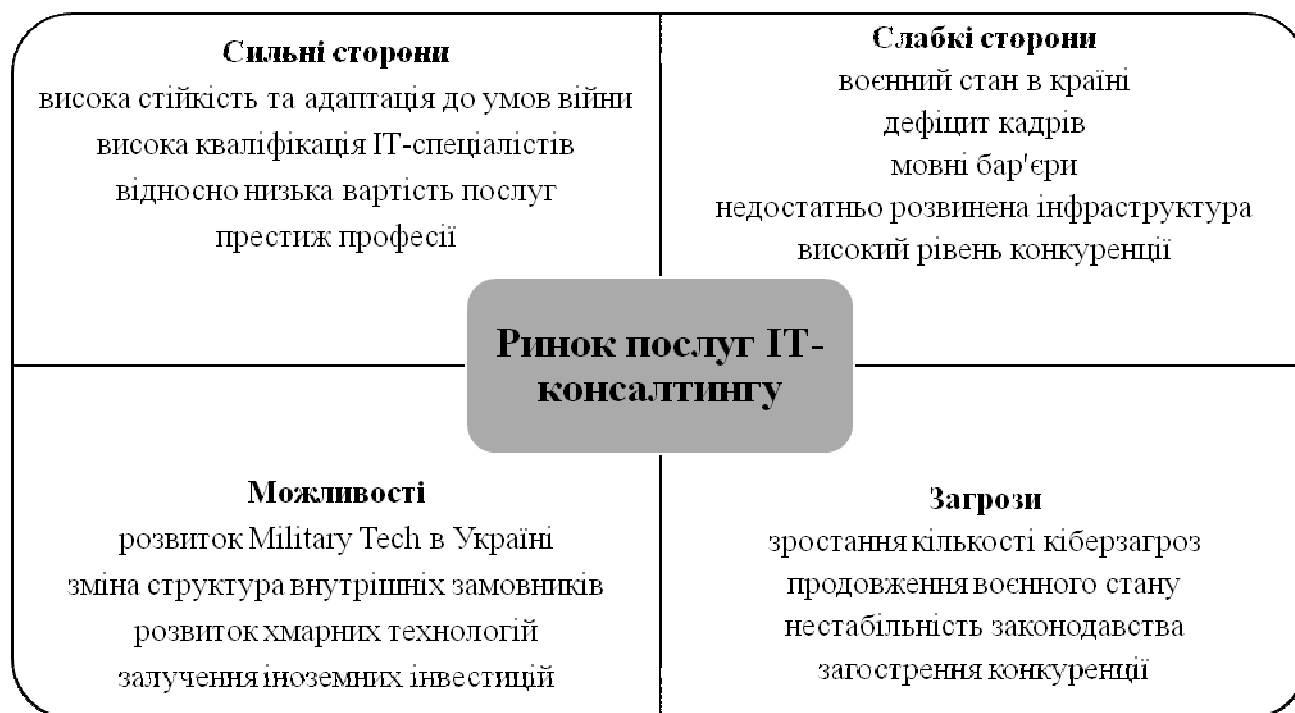 Сильні сторони
висока стійкість та адаптація до умов війни
висока кваліфікація ІТ-спеціалістів
відносно низька вартість послуг
престиж професії
Слабкі сторони
воєнний стан в країні
дефіцит кадрів
мовні бар'єри
недостатньо розвинена інфраструктура
високий рівень конкуренції
Ринок послуг ІТ-
консалтингу
Можливості
розвиток Military Tech в Україні
зміна структура внутрішніх замовників
розвиток хмарних технологій
залучення іноземних інвестицій
Загрози
зростання кількості кіберзагроз
продовження воєнного стану
нестабільність законодавства
загострення конкуренції